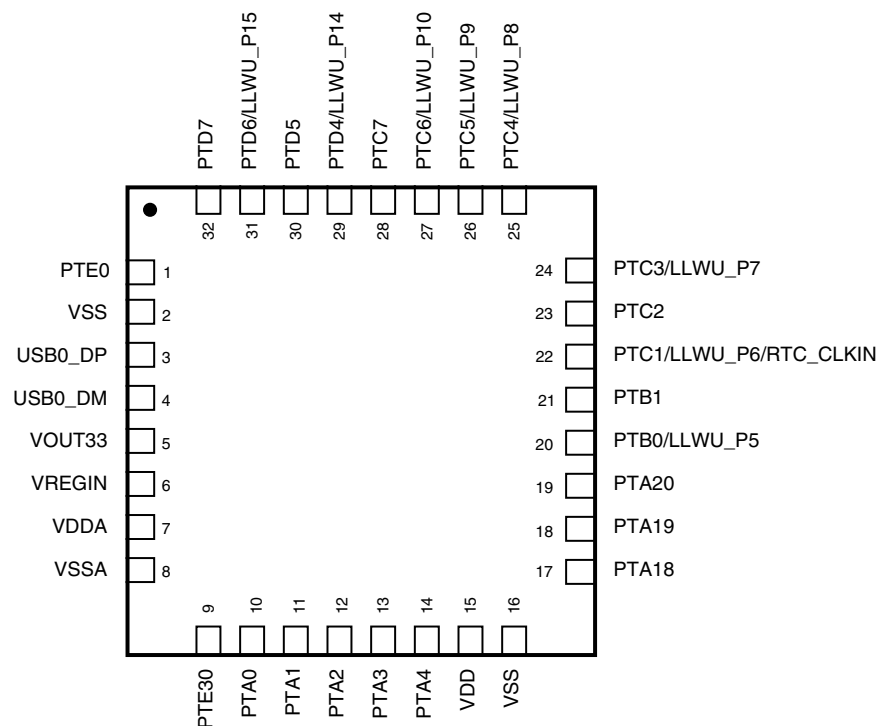 PTD7
PTD6/LLWU_P15
PTD5
PTD4/LLWU_P14
PTC7
PTC6/LLWU_P10
PTC5/LLWU_P9
PTC4/LLWU_P8
32
31
30
29
28
27
26
25
PTE0
1
VSS
2
USB0_DP
3
USB0_DM
4
VOUT33
5
VREGIN
6
VDDA
7
VSSA
8
24
PTC3/LLWU_P7
23
PTC2
22
PTC1/LLWU_P6/RTC_CLKIN
21
PTB1
20
PTB0/LLWU_P5
19
PTA20
18
PTA19
17
PTA18
9
10
11
12
13
14
15
16
PTE30
PTA0
PTA1
PTA2
PTA3
PTA4
VDD
VSS